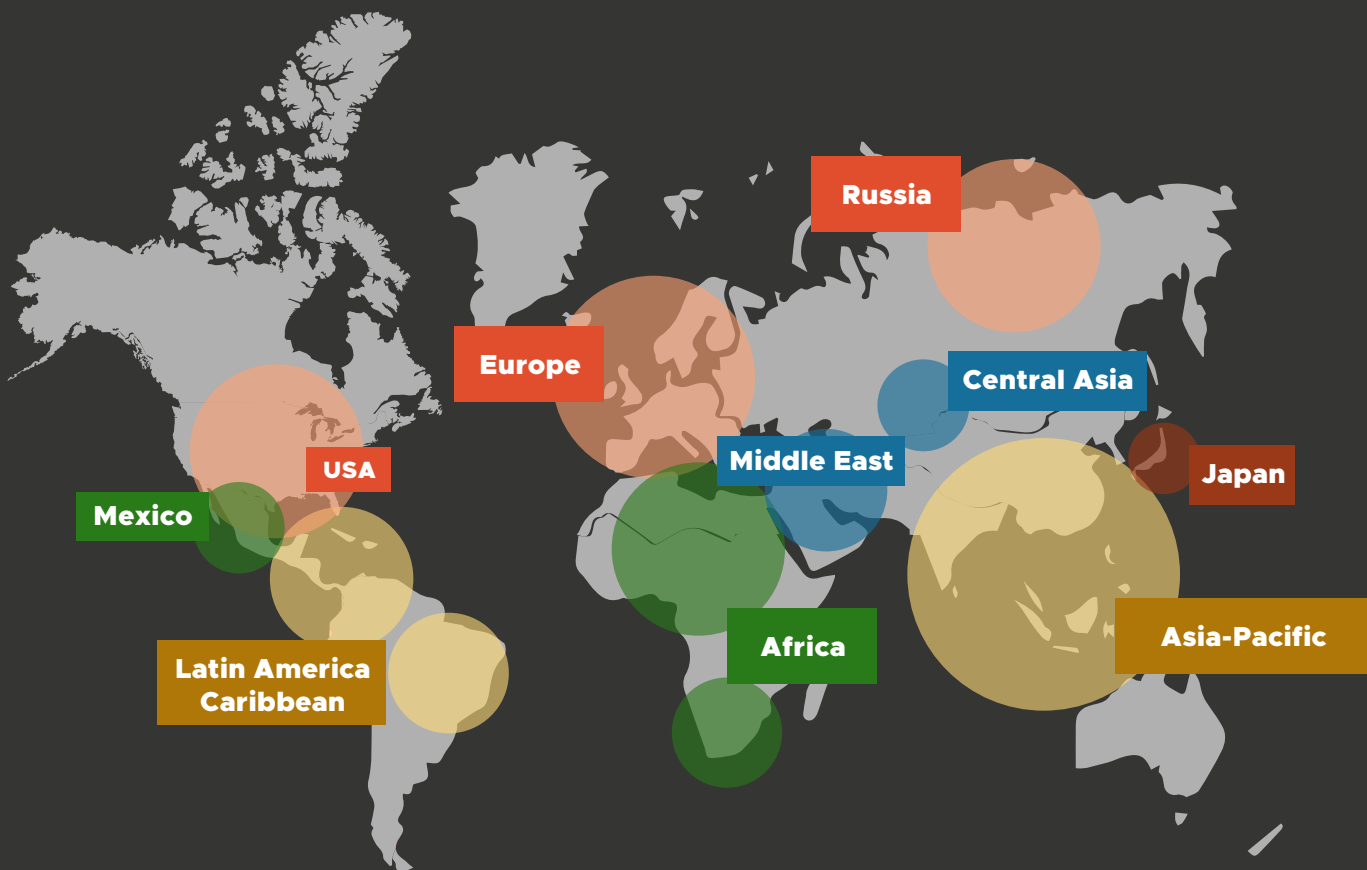 Russia
Europe
Central Asia
Middle East
USA
Japan
Mexico
Asia-Pacific
Africa
Latin America
Caribbean